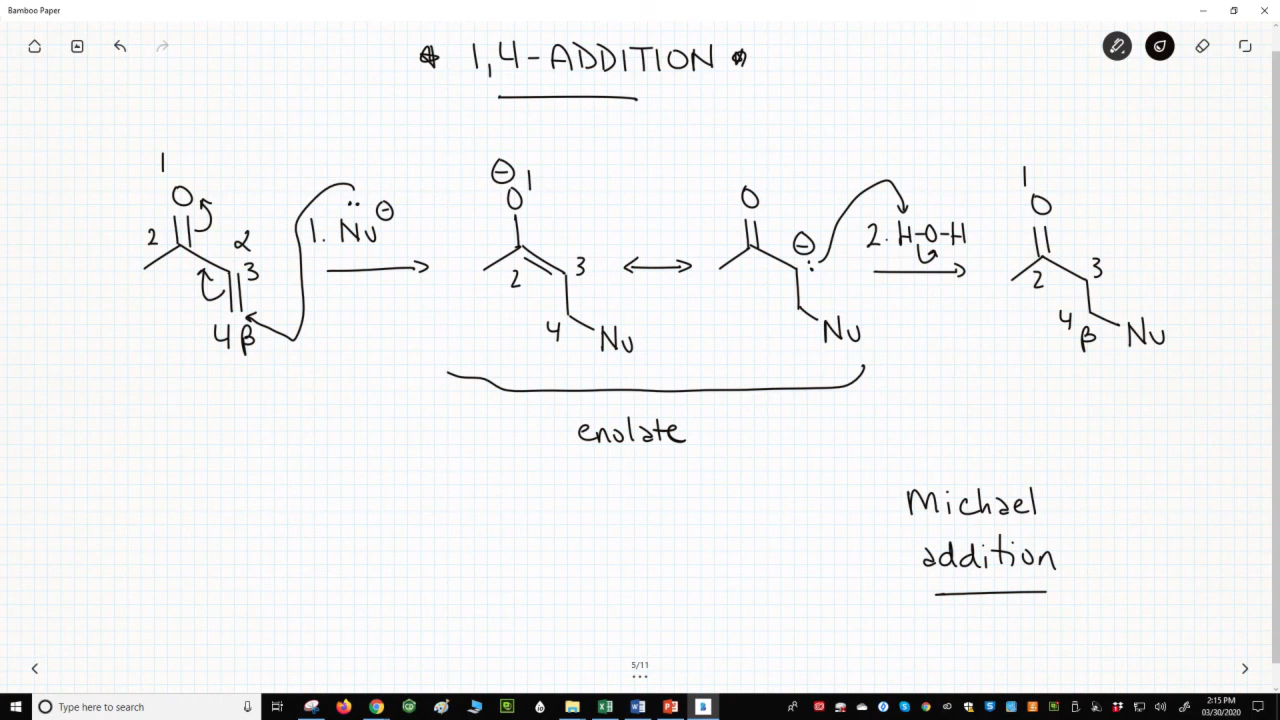 Bamboo Paper
* 1,4-ADDITION *
1
O
2
α
3
4 β
1. Nu ⊖
⊖
O 1
2
3
4
Nu
O
⊖
Nu
2. H-O-H
1
O
2
3
4
β
Nu
enolate
Michael
addition
5/11
Type here to search
2:15 PM
03/30/2020